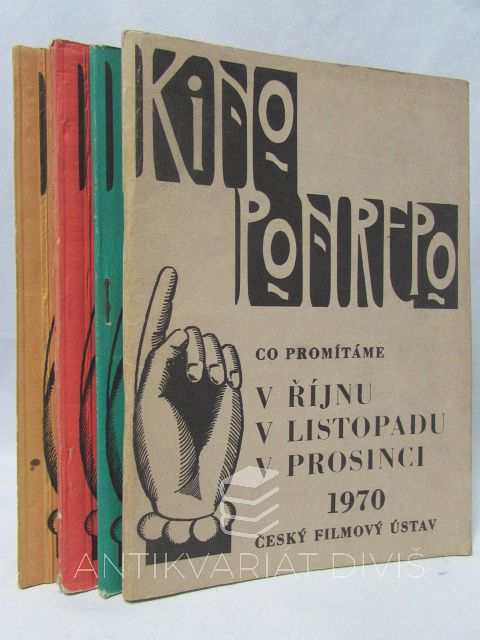 KiNO
PONREPO
CO PROMÍTÁME
V ŘÍJNU
V LISTOPADU
V PROSINCI
1970
ČESKÝ FILMOVÝ ÚSTAV
ANTIKVARIÁT DIVIŠ